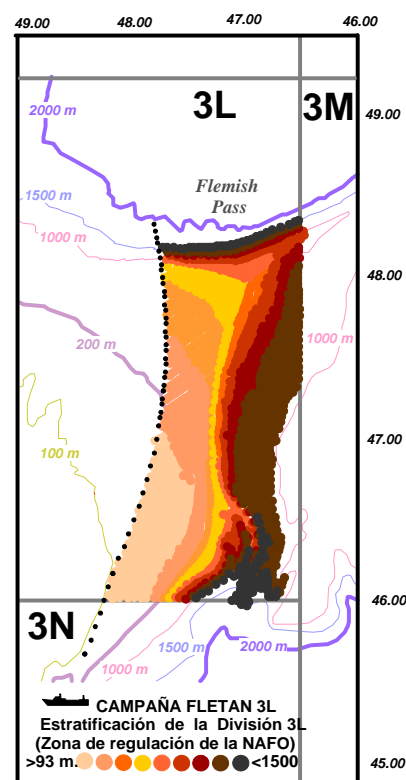 49.00 48.00 47.00 46.00
3L 3M
2000 m
49.00
Flemish
Pass
1500 m
1000 m
48.00
200 m
1000 m
100 m
47.00
46.00
3N
1500 m
1000 m
2000 m
CAMPAÑA FLETAN 3L
Estratificación de la División 3L
(Zona de regulación de la NAFO)
>93 m. <1500
45.00